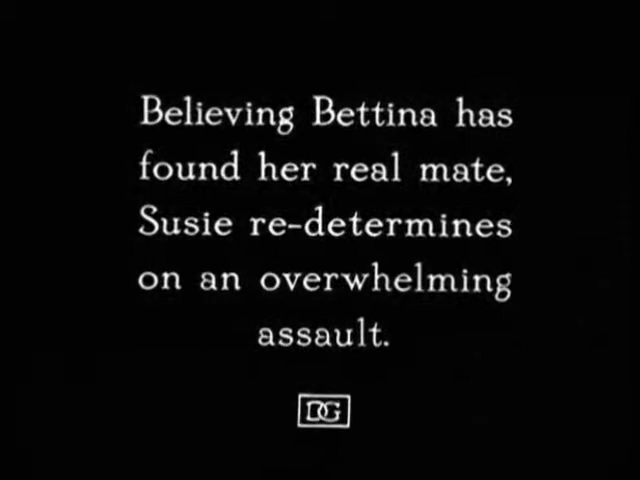 Believing Bettina has
found her real mate,
Susie re-determines
on an overwhelming
assault.
DG